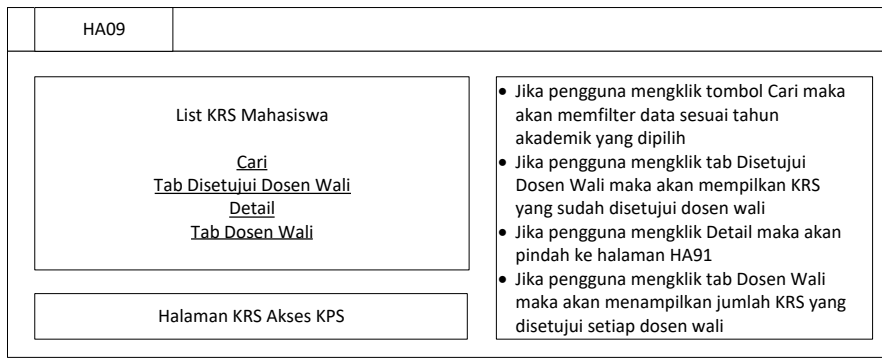 HA09
List KRS Mahasiswa
Cari
Tab Disetujui Dosen Wali
Detail
Tab Dosen Wali
Halaman KRS Akses KPS
• Jika pengguna mengklik tombol Cari maka
akan memfilter data sesuai tahun
akademik yang dipilih
• Jika pengguna mengklik tab Disetujui
Dosen Wali maka akan mempilkan KRS
yang sudah disetujui dosen wali
• Jika pengguna mengklik Detail maka akan
pindah ke halaman HA91
• Jika pengguna mengklik tab Dosen Wali
maka akan menampilkan jumlah KRS yang
disetujui setiap dosen wali